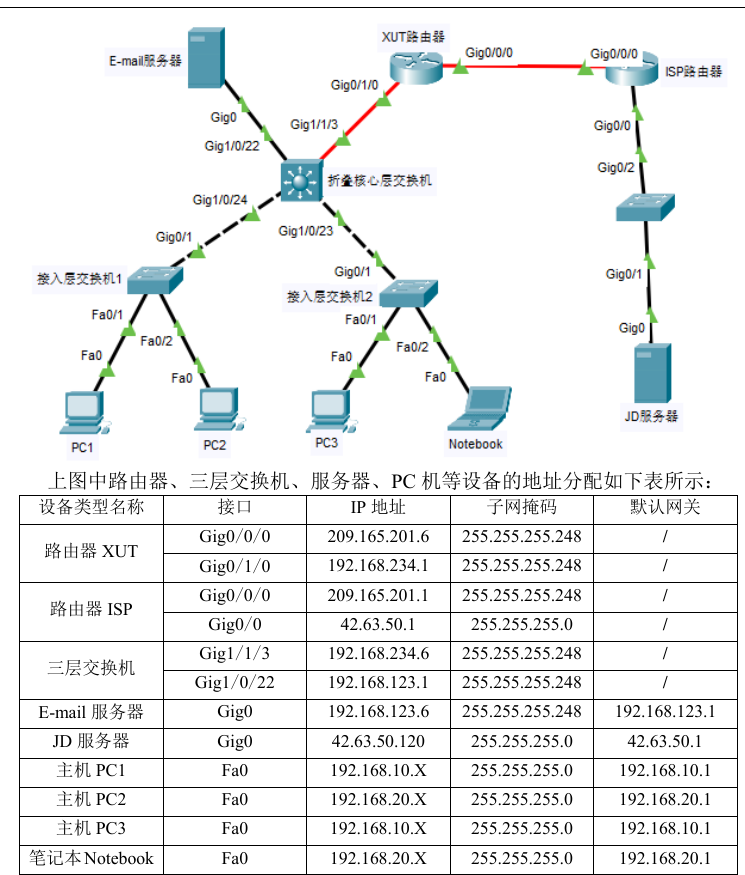 XUT路由器
Gig0/0/0
Gig0/0/0
ISP路由器
E-mail服务器
Gig0/1/0
Gig0
Gig1/1/3
Gig0/0
Gig1/0/22
Gig0/2
折叠核心层交换机
Gig1/0/24
Gig1/0/23
Gig0/1
Gig0/1
Gig0/1
接入层交换机1
接入层交换机2
Fa0/1
Fa0/2
Fa0/1
Fa0/2
Gig0
Fa0
Fa0
Fa0
Fa0
PC1
PC2
PC3
Notebook
JD服务器
上图中路由器、三层交换机、服务器、PC 机等设备的地址分配如下表所示：
设备类型名称 接口 IP 地址 子网掩码 默认网关
路由器 XUT Gig0/0/0 209.165.201.6 255.255.255.248 /
Gig0/1/0 192.168.234.1 255.255.255.248 /
路由器 ISP Gig0/0/0 209.165.201.1 255.255.255.248 /
Gig0/0 42.63.50.1 255.255.255.0 /
三层交换机 Gig1/1/3 192.168.234.6 255.255.255.248 /
Gig1/0/22 192.168.123.1 255.255.255.248 /
E-mail 服务器 Gig0 192.168.123.6 255.255.255.248 192.168.123.1
JD 服务器 Gig0 42.63.50.120 255.255.255.0 42.63.50.1
主机 PC1 Fa0 192.168.10.X 255.255.255.0 192.168.10.1
主机 PC2 Fa0 192.168.20.X 255.255.255.0 192.168.20.1
主机 PC3 Fa0 192.168.10.X 255.255.255.0 192.168.10.1
笔记本 Notebook Fa0 192.168.20.X 255.255.255.0 192.168.20.1